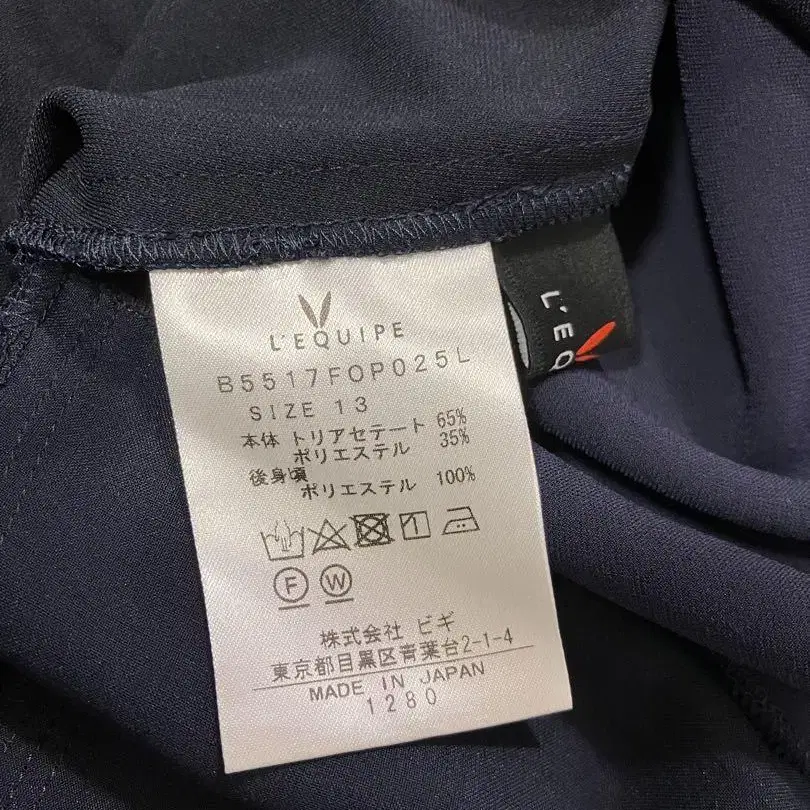 L'EQUIPE
B5517FOP025L
SIZE 13
本体 トリアセテート 65%
ポリエステル 35%
後身頃
ポリエステル 100%
F W
株式会社 ビギ
東京都目黒区青葉台2-1-4
MADE IN JAPAN
1280
L'EQ